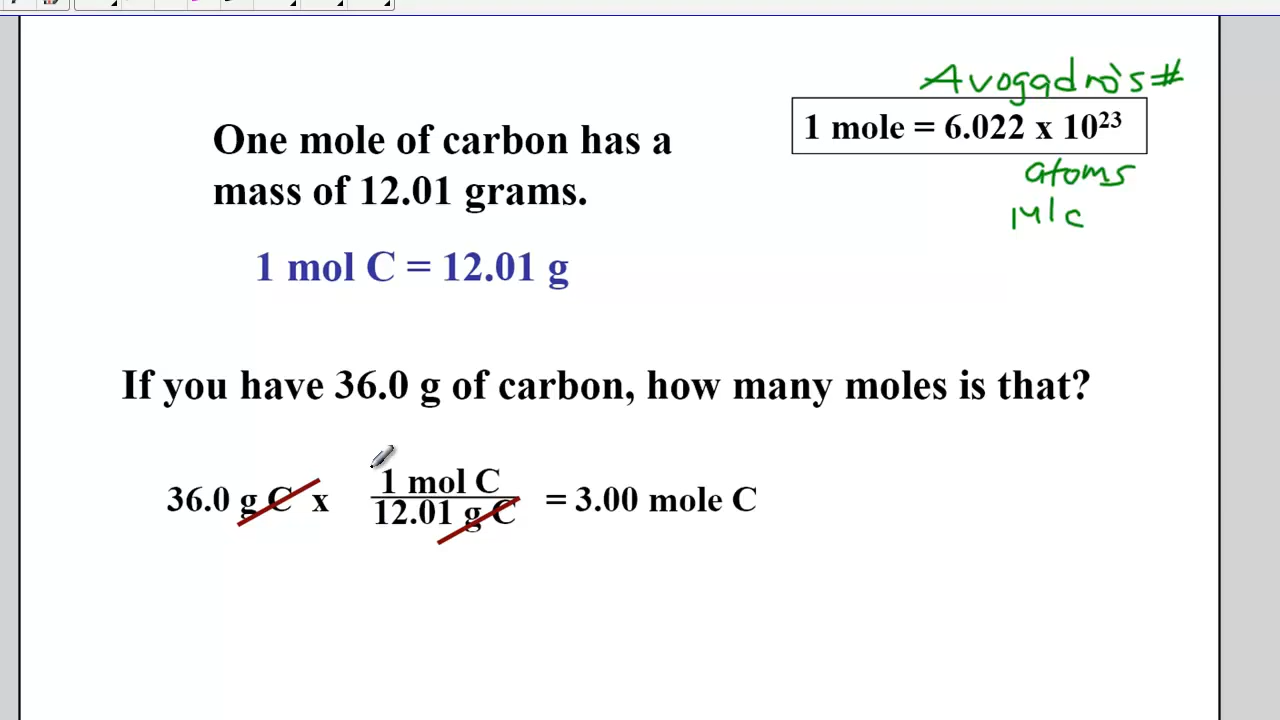 Avogadro's #
1 mole = 6.022 x 10²³
atoms
M/c
One mole of carbon has a
mass of 12.01 grams.
1 mol C = 12.01 g
If you have 36.0 g of carbon, how many moles is that?
36.0 g C x 1 mol C = 3.00 mole C
12.01 g C